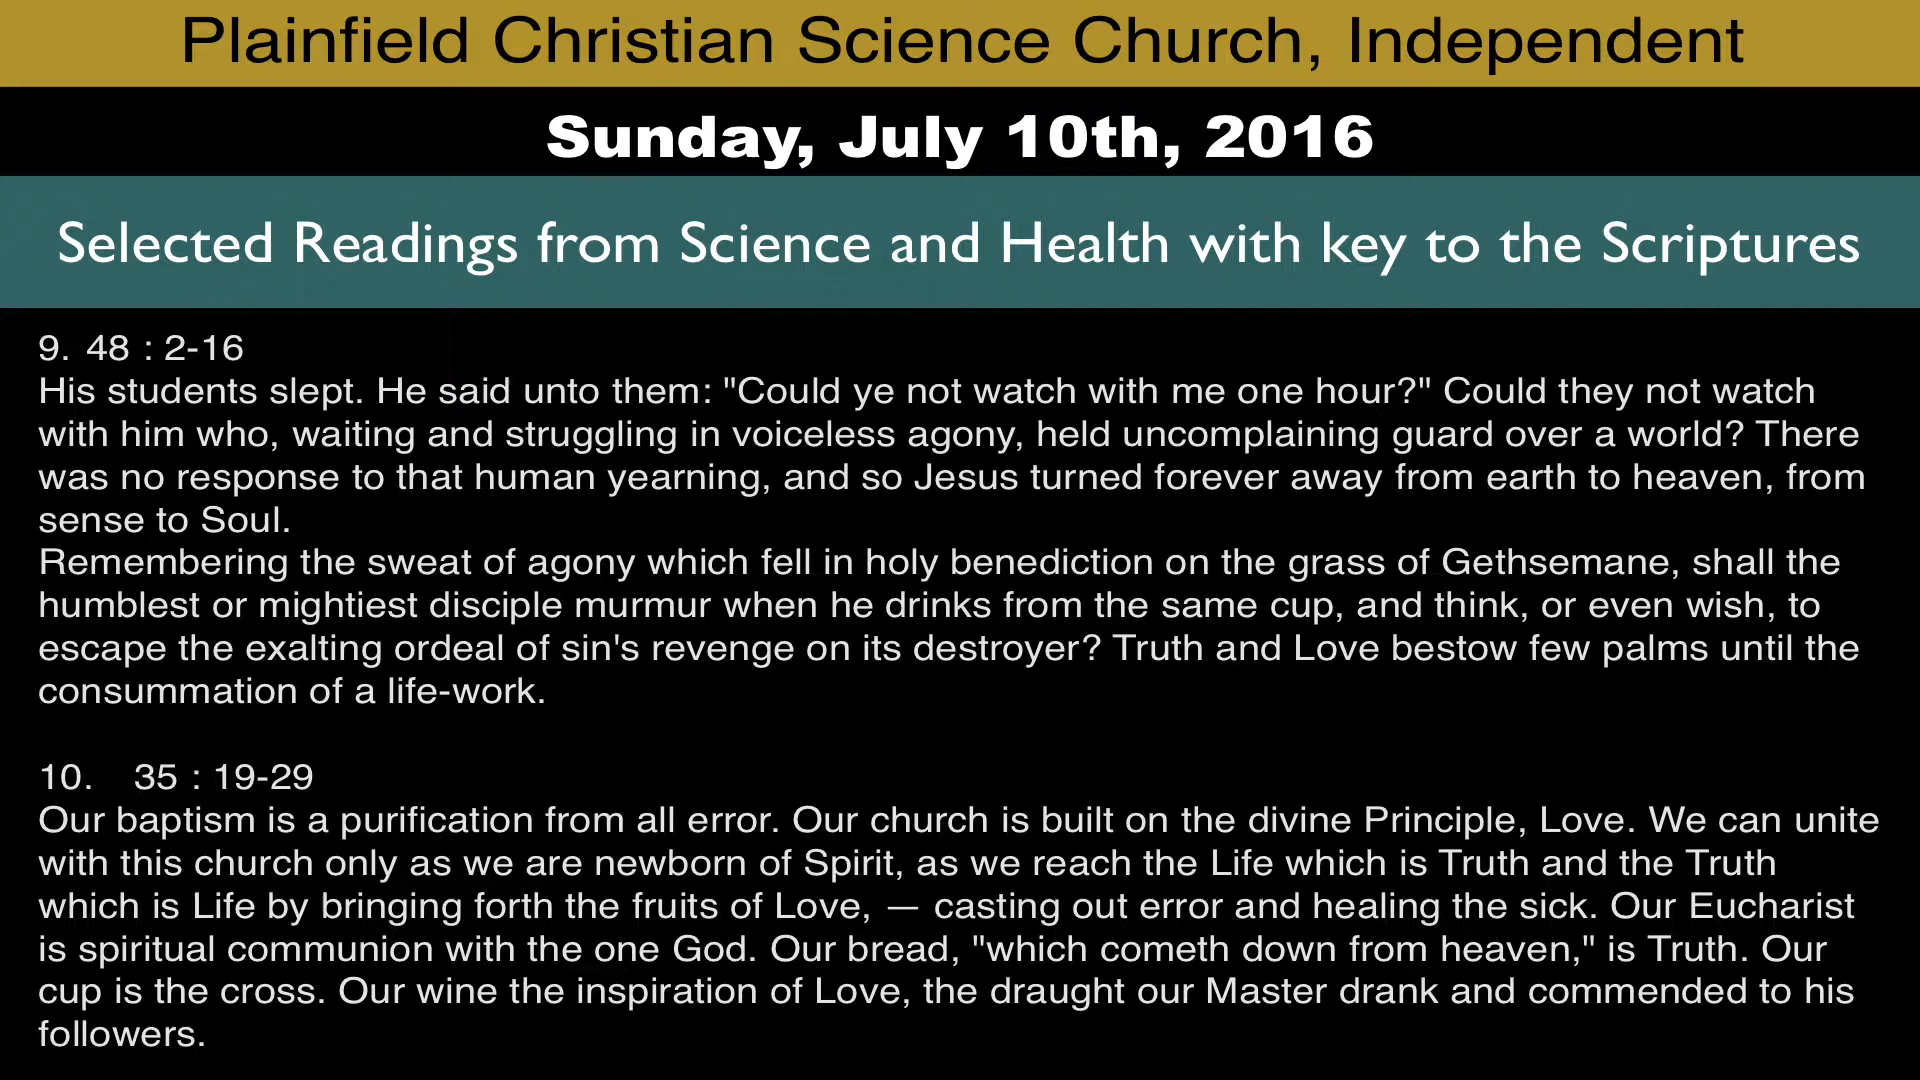 Plainfield Christian Science Church, Independent
Sunday, July 10th, 2016
Selected Readings from Science and Health with key to the Scriptures
9. 48 : 2-16
His students slept. He said unto them: "Could ye not watch with me one hour?" Could they not watch
with him who, waiting and struggling in voiceless agony, held uncomplaining guard over a world? There
was no response to that human yearning, and so Jesus turned forever away from earth to heaven, from
sense to Soul.
Remembering the sweat of agony which fell in holy benediction on the grass of Gethsemane, shall the
humblest or mightiest disciple murmur when he drinks from the same cup, and think, or even wish, to
escape the exalting ordeal of sin's revenge on its destroyer? Truth and Love bestow few palms until the
consummation of a life-work.
10. 35 : 19-29
Our baptism is a purification from all error. Our church is built on the divine Principle, Love. We can unite
with this church only as we are newborn of Spirit, as we reach the Life which is Truth and the Truth
which is Life by bringing forth the fruits of Love, — casting out error and healing the sick. Our Eucharist
is spiritual communion with the one God. Our bread, "which cometh down from heaven," is Truth. Our
cup is the cross. Our wine the inspiration of Love, the draught our Master drank and commended to his
followers.